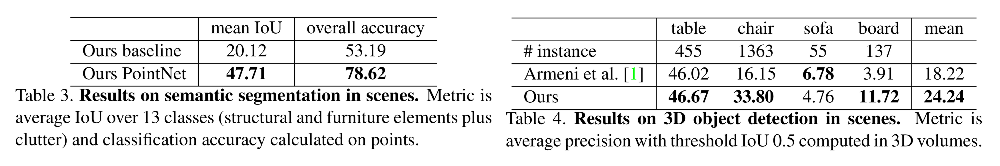 mean IoU overall accuracy
Ours baseline 20.12 53.19
Ours PointNet 47.71 78.62
Table 3. Results on semantic segmentation in scenes. Metric is
average IoU over 13 classes (structural and furniture elements plus
clutter) and classification accuracy calculated on points.
table chair sofa board mean
# instance 455 1363 55 137
Armeni et al. [1] 46.02 16.15 6.78 3.91 18.22
Ours 46.67 33.80 4.76 11.72 24.24
Table 4. Results on 3D object detection in scenes. Metric is
average precision with threshold IoU 0.5 computed in 3D volumes.